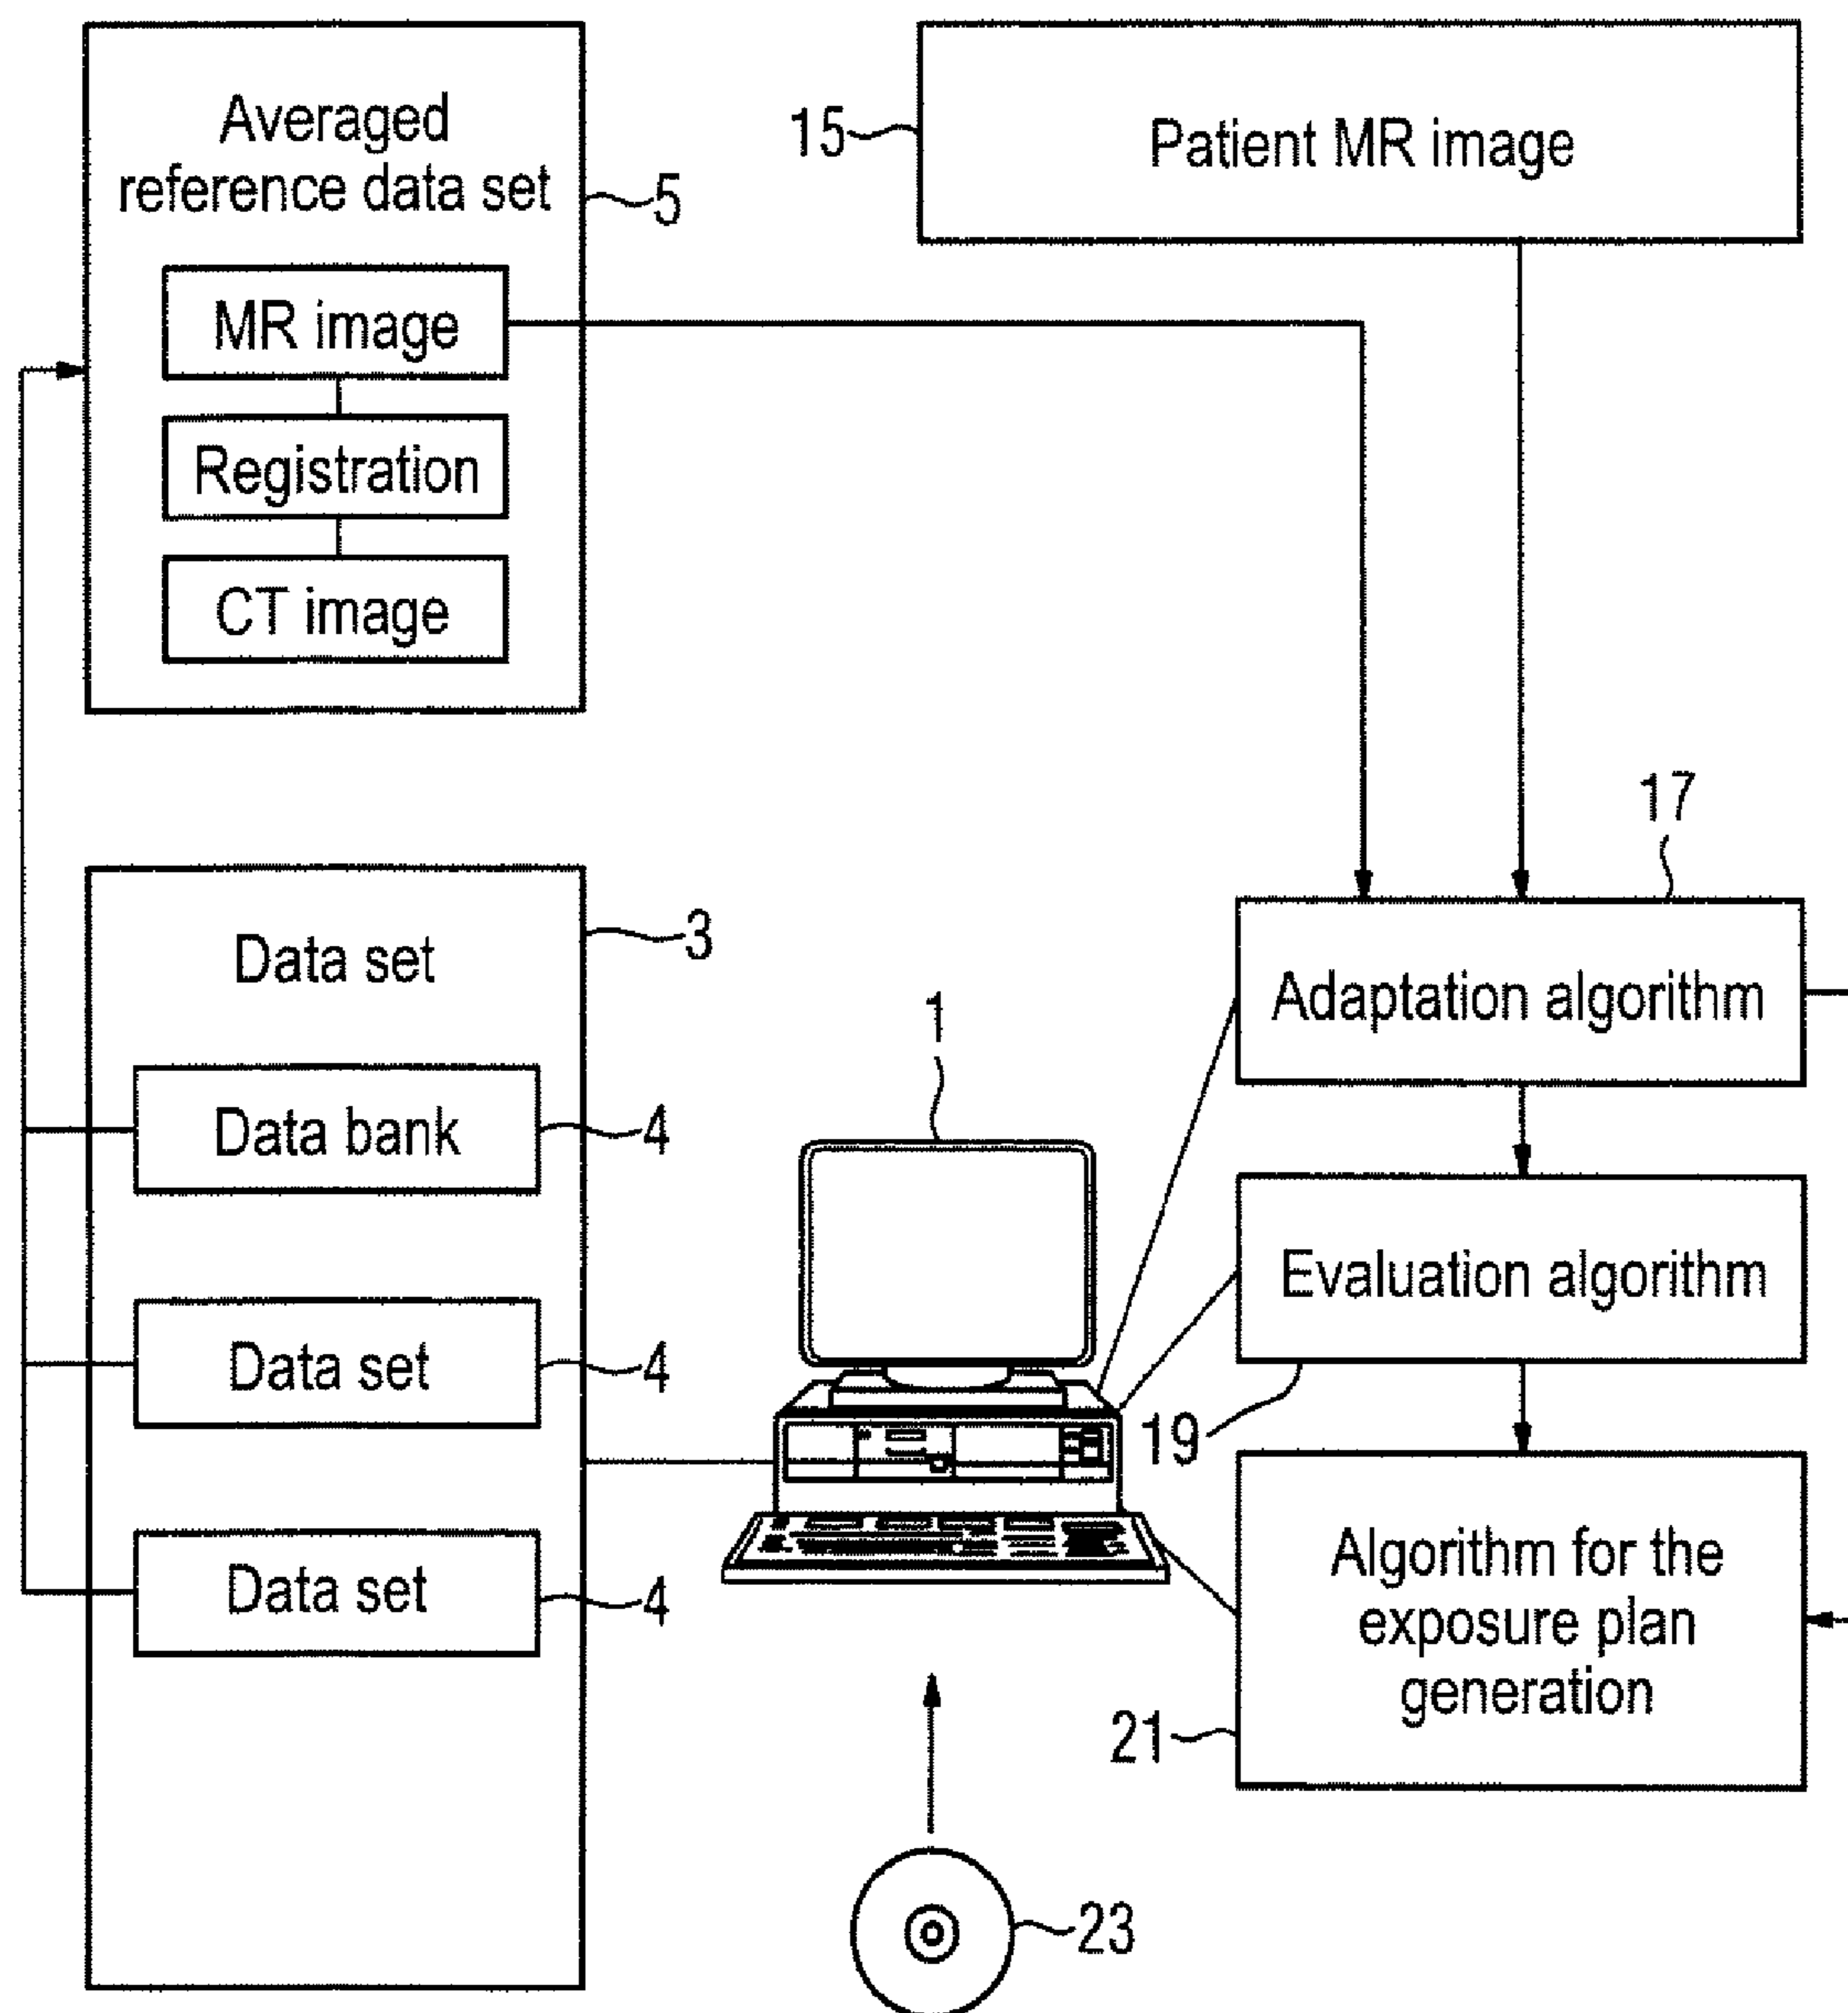 Averaged
reference data set
5
MR image
Registration
CT image
15
Patient MR image
17
Adaptation algorithm
Data set
3
Data bank
4
Data set
4
Data set
4
1
Evaluation algorithm
19
Algorithm for the
exposure plan
generation
21
23